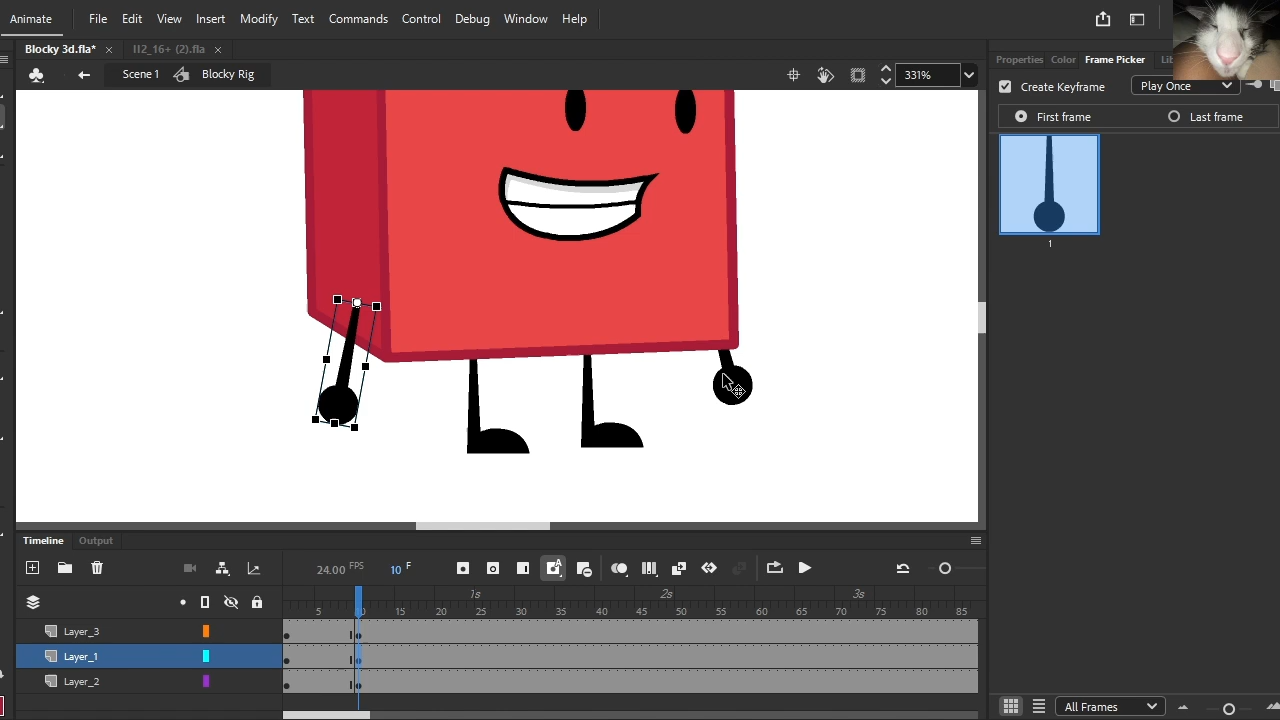 Animate File Edit View Insert Modify Text Commands Control Debug Window Help
Blocky 3d.fla* II2_16+ (2).fla Properties Color Frame Picker
Scene 1 Blocky Rig 331%
Create Keyframe Play Once
First frame Last frame
1
Timeline Output
24.00 FPS 10 F
1s 2s 3s
5 10 15 20 25 30 35 40 45 50 55 60 65 70 75 80 85
Layer_3
Layer_1
Layer_2
All Frames